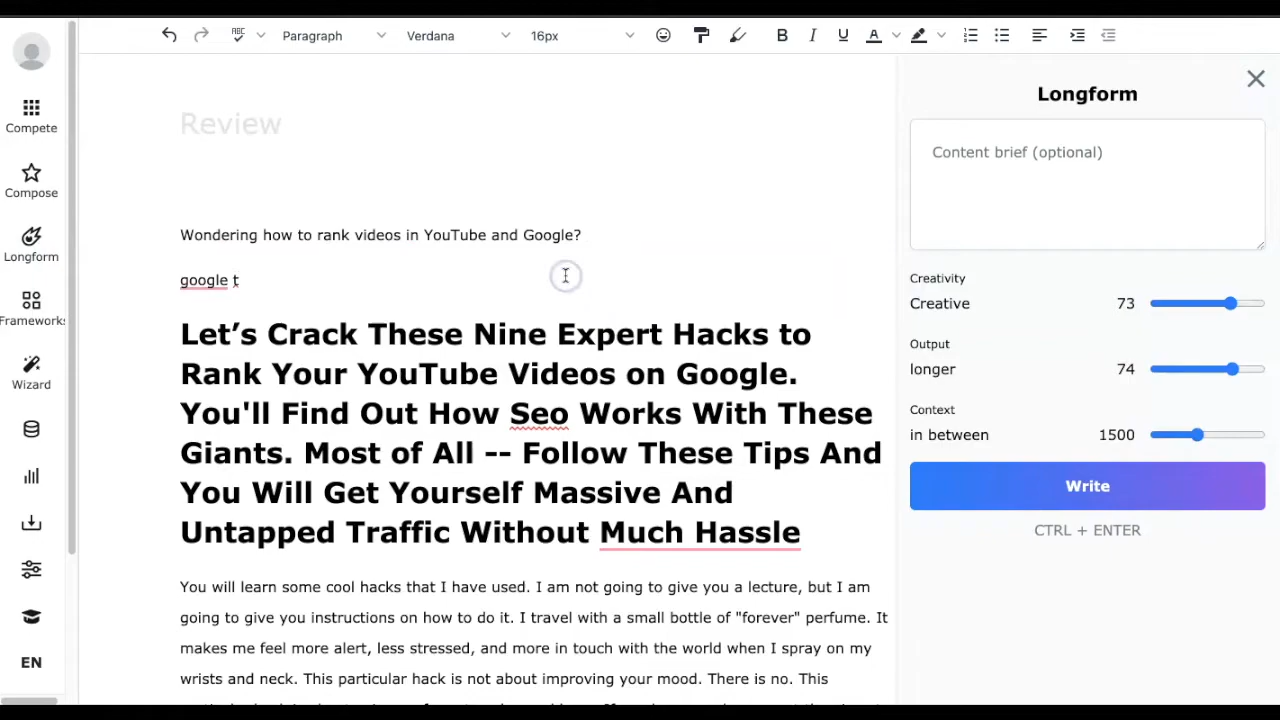 ABC
Paragraph
Verdana
16px
B
I
U
A
Compete
Compose
Longform
Frameworks
Wizard
EN
Review
Wondering how to rank videos in YouTube and Google?
google t
Let’s Crack These Nine Expert Hacks to
Rank Your YouTube Videos on Google.
You'll Find Out How Seo Works With These
Giants. Most of All -- Follow These Tips And
You Will Get Yourself Massive And
Untapped Traffic Without Much Hassle
You will learn some cool hacks that I have used. I am not going to give you a lecture, but I am
going to give you instructions on how to do it. I travel with a small bottle of "forever" perfume. It
makes me feel more alert, less stressed, and more in touch with the world when I spray on my
wrists and neck. This particular hack is not about improving your mood. There is no. This
Longform
Content brief (optional)
Creativity
Creative 73
Output
longer 74
Context
in between 1500
Write
CTRL + ENTER